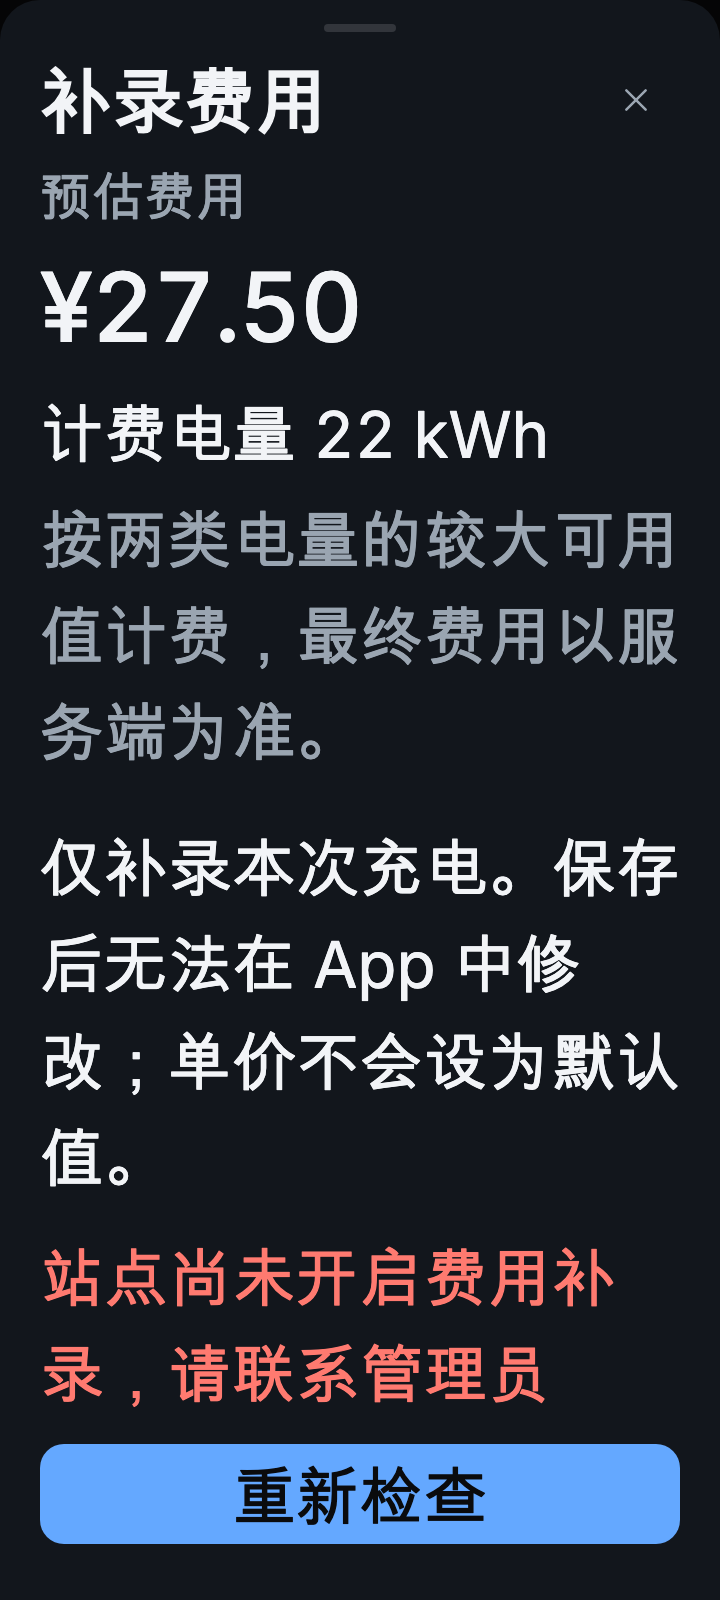 补录费用
预估费用
¥27.50
计费电量 22 kWh
按两类电量的较大可用
值计费，最终费用以服
务端为准。
仅补录本次充电。保存
后无法在 App 中修
改；单价不会设为默认
值。
站点尚未开启费用补
录，请联系管理员
重新检查